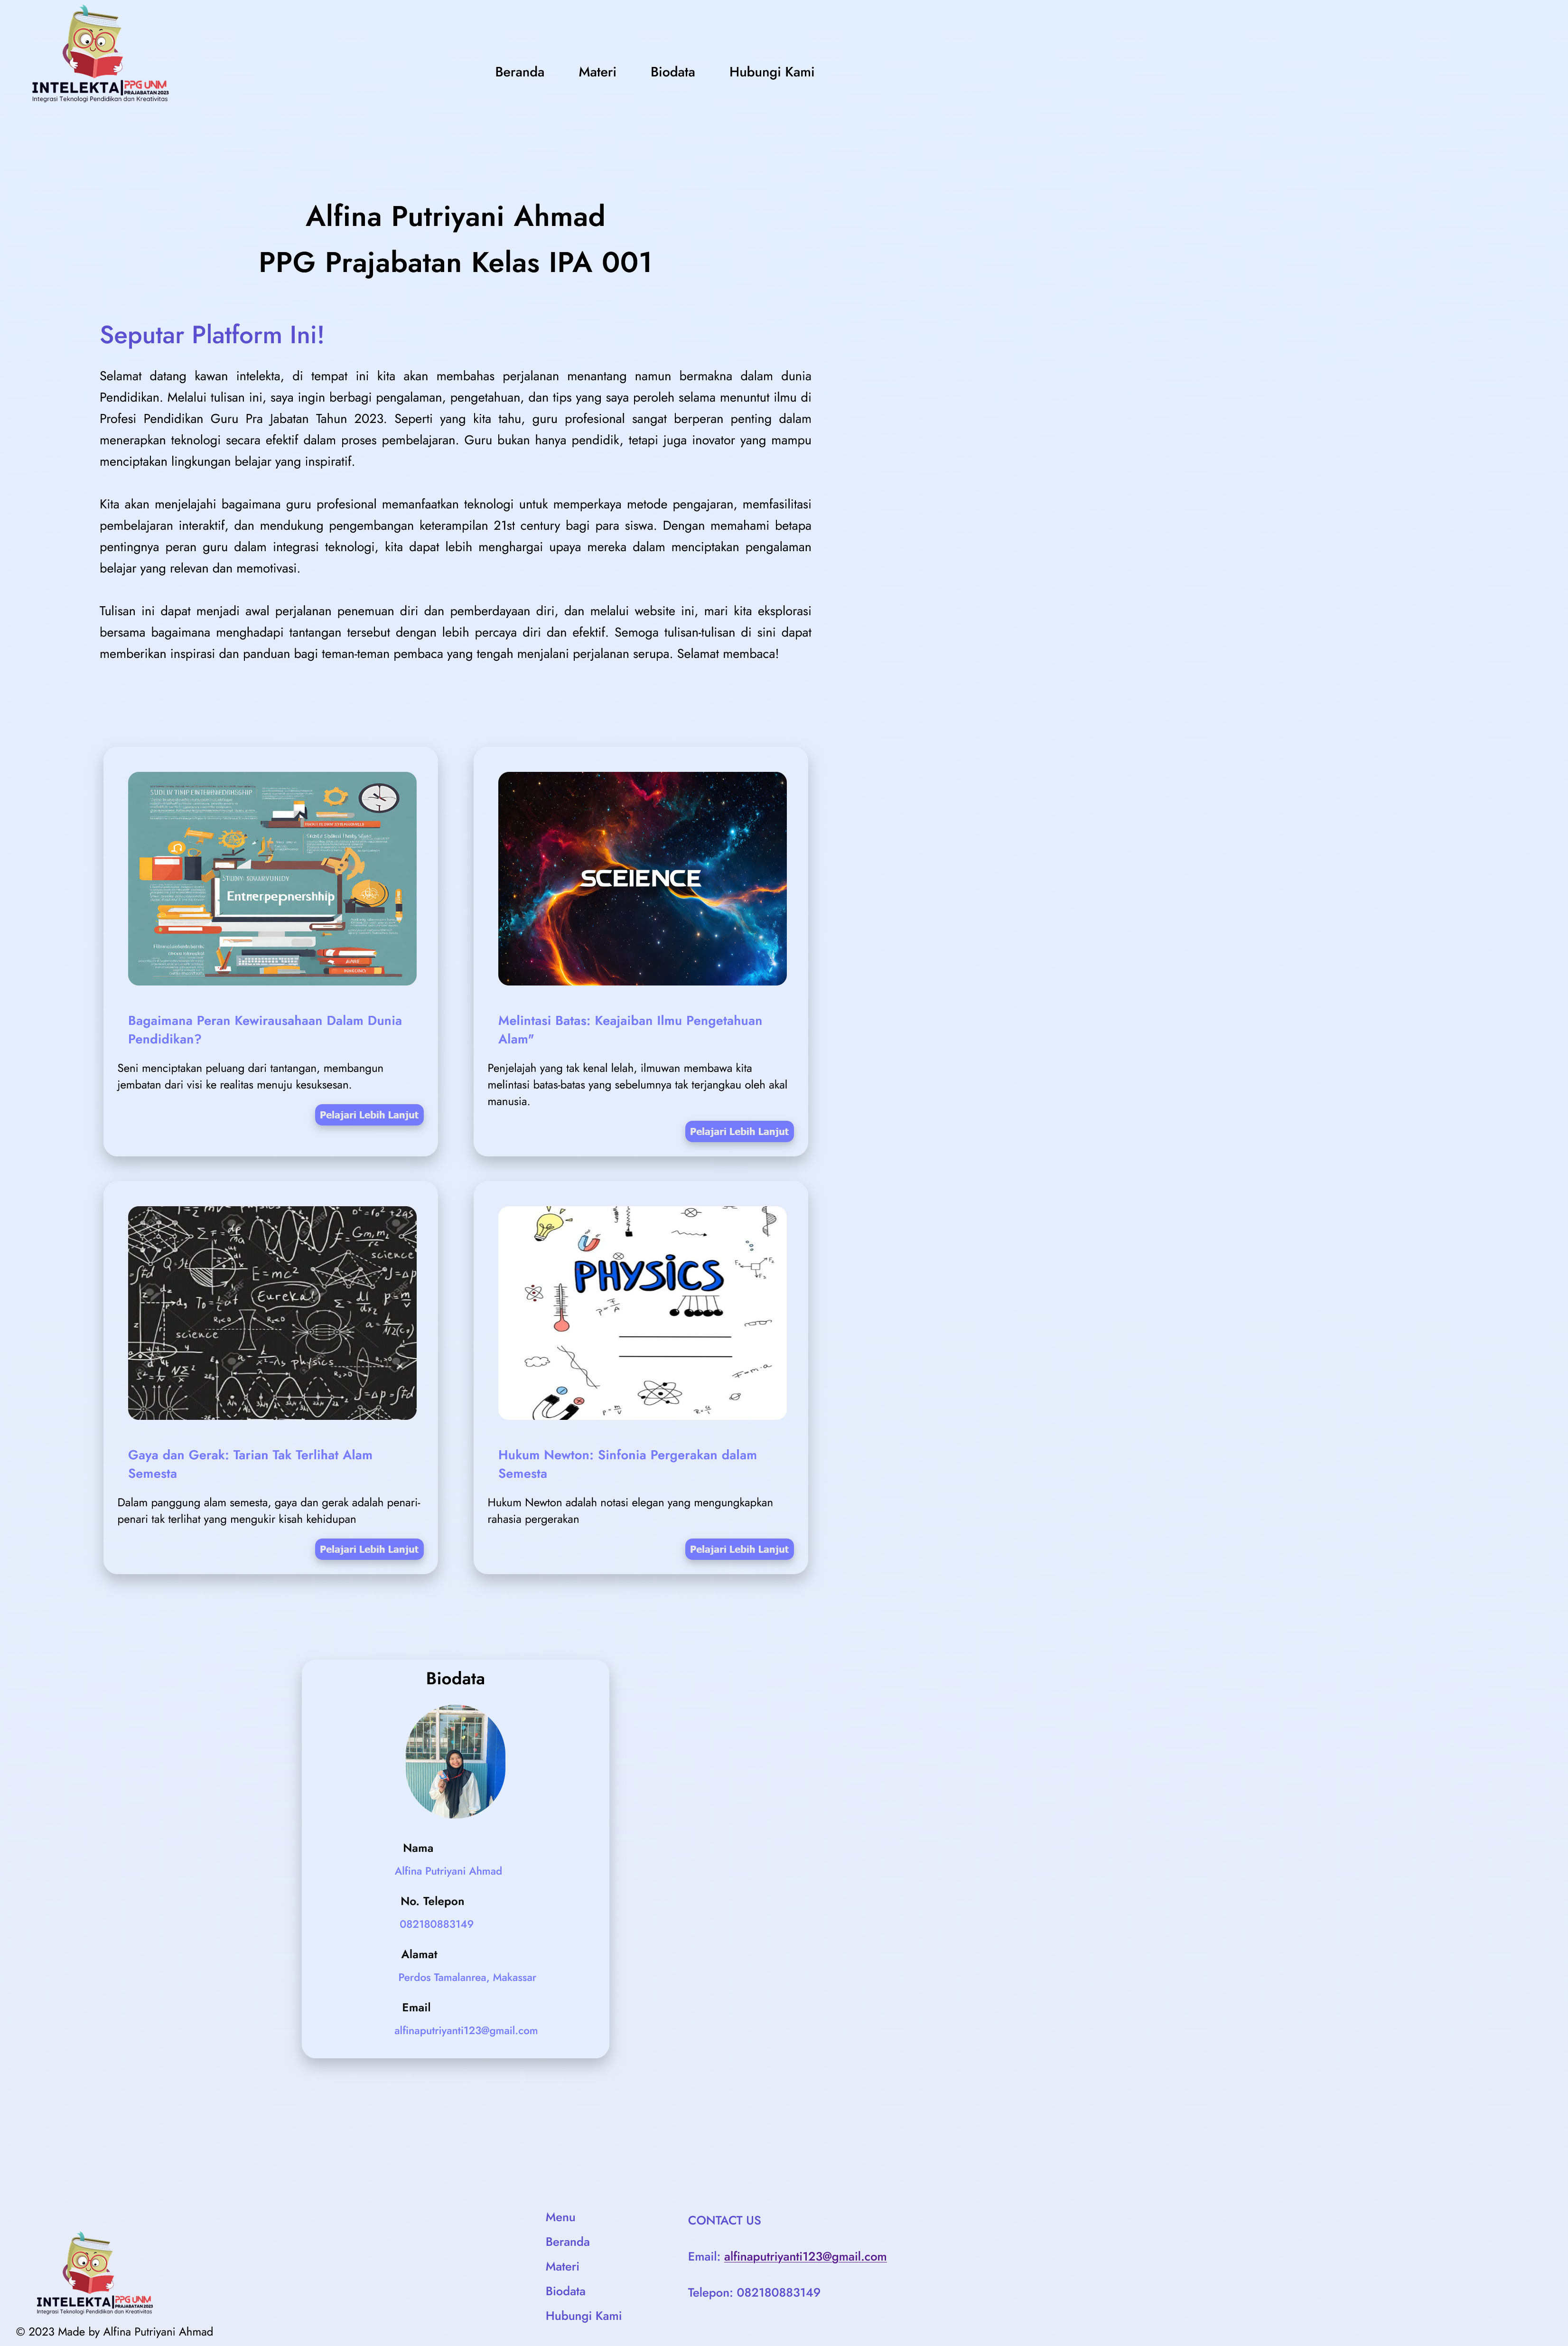 INTELEKTA
PPG UNM
PRAJABATAN 2023
Integrasi Teknologi Pendidikan dan Kreativitas
Beranda
Materi
Biodata
Hubungi Kami
Alfina Putriyani Ahmad
PPG Prajabatan Kelas IPA 001
Seputar Platform Ini!
Selamat datang kawan intelekta, di tempat ini kita akan membahas perjalanan menantang namun bermakna dalam dunia
Pendidikan. Melalui tulisan ini, saya ingin berbagi pengalaman, pengetahuan, dan tips yang saya peroleh selama menuntut ilmu di
Profesi Pendidikan Guru Pra Jabatan Tahun 2023. Seperti yang kita tahu, guru profesional sangat berperan penting dalam
menerapkan teknologi secara efektif dalam proses pembelajaran. Guru bukan hanya pendidik, tetapi juga inovator yang mampu
menciptakan lingkungan belajar yang inspiratif.
Kita akan menjelajahi bagaimana guru profesional memanfaatkan teknologi untuk memperkaya metode pengajaran, memfasilitasi
pembelajaran interaktif, dan mendukung pengembangan keterampilan 21st century bagi para siswa. Dengan memahami betapa
pentingnya peran guru dalam integrasi teknologi, kita dapat lebih menghargai upaya mereka dalam menciptakan pengalaman
belajar yang relevan dan memotivasi.
Tulisan ini dapat menjadi awal perjalanan penemuan diri dan pemberdayaan diri, dan melalui website ini, mari kita eksplorasi
bersama bagaimana menghadapi tantangan tersebut dengan lebih percaya diri dan efektif. Semoga tulisan-tulisan di sini dapat
memberikan inspirasi dan panduan bagi teman-teman pembaca yang tengah menjalani perjalanan serupa. Selamat membaca!
Entrerpepnershhip
Bagaimana Peran Kewirausahaan Dalam Dunia
Pendidikan?
Seni menciptakan peluang dari tantangan, membangun
jembatan dari visi ke realitas menuju kesuksesan.
Pelajari Lebih Lanjut
SCEIENCE
Melintasi Batas: Keajaiban Ilmu Pengetahuan
Alam"
Penjelajah yang tak kenal lelah, ilmuwan membawa kita
melintasi batas-batas yang sebelumnya tak terjangkau oleh akal
manusia.
Pelajari Lebih Lanjut
science
E=mc²
Eureka!
science
physics
Gaya dan Gerak: Tarian Tak Terlihat Alam
Semesta
Dalam panggung alam semesta, gaya dan gerak adalah penari-
penari tak terlihat yang mengukir kisah kehidupan
Pelajari Lebih Lanjut
PHYSICS
F=m·a
Hukum Newton: Sinfonia Pergerakan dalam
Semesta
Hukum Newton adalah notasi elegan yang mengungkapkan
rahasia pergerakan
Pelajari Lebih Lanjut
Biodata
Nama
Alfina Putriyani Ahmad
No. Telepon
082180883149
Alamat
Perdos Tamalanrea, Makassar
Email
alfinaputriyanti123@gmail.com
INTELEKTA
PPG UNM
PRAJABATAN 2023
Integrasi Teknologi Pendidikan dan Kreativitas
© 2023 Made by Alfina Putriyani Ahmad
Menu
Beranda
Materi
Biodata
Hubungi Kami
CONTACT US
Email: alfinaputriyanti123@gmail.com
Telepon: 082180883149